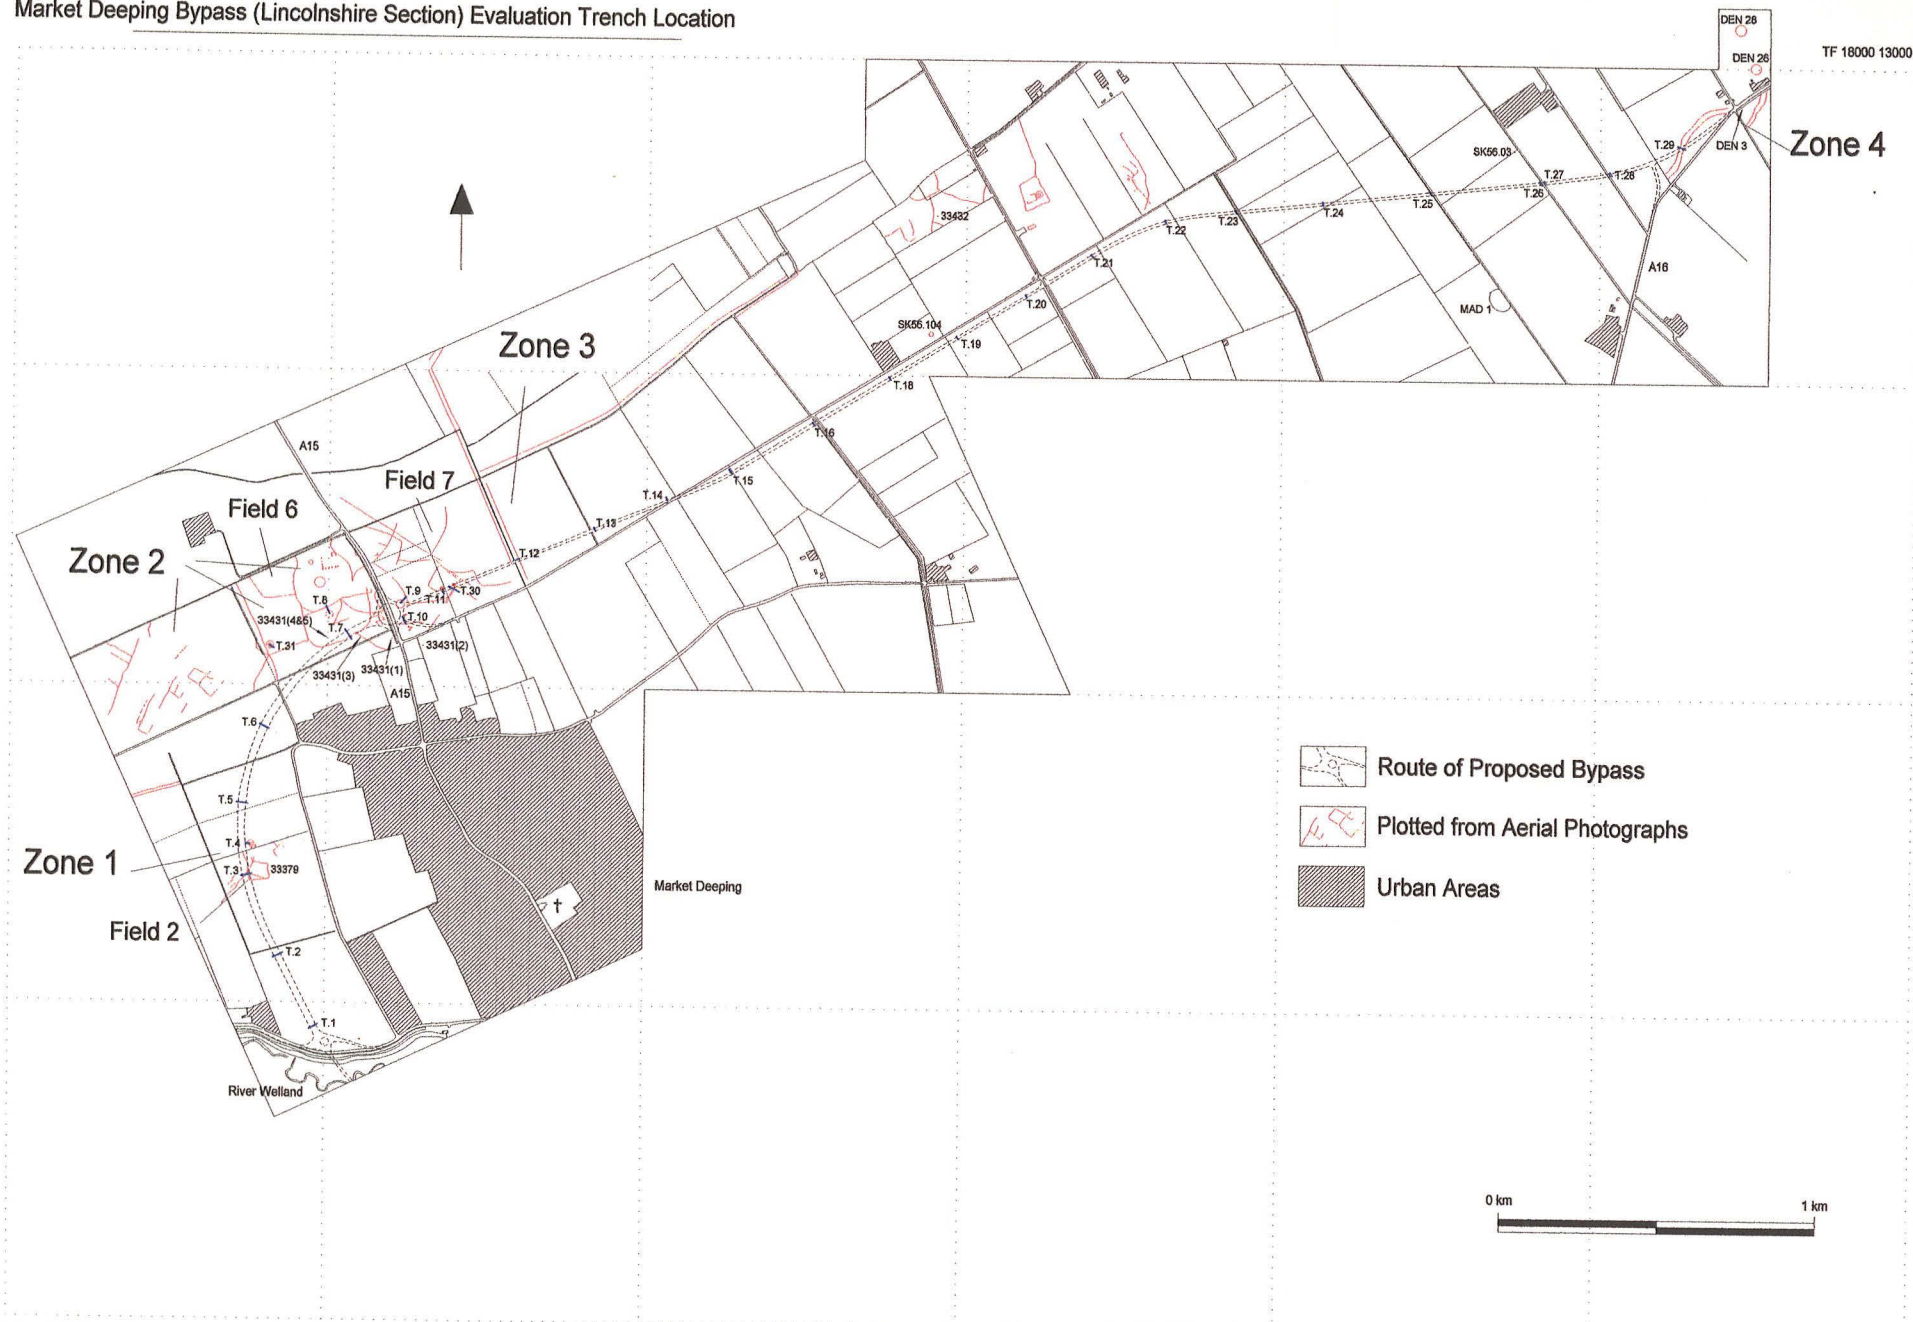 Market Deeping Bypass (Lincolnshire Section) Evaluation Trench Location
DEN 28
TF 18000 13000
DEN 26
Zone 4
DEN 3
T.29
SK56.03
T.27
T.28
T.26
T.25
T.24
T.23
T.22
33432
T.21
A16
T.20
MAD 1
SK56.104
T.19
Zone 3
T.18
T.16
A15
T.15
Field 7
T.14
Field 6
T.13
Zone 2
T.12
T.9
T.11
T.30
T.8
T.10
33431(4&5)
T.7
T.31
33431(2)
33431(1)
33431(3)
A15
T.6
Route of Proposed Bypass
T.5
Plotted from Aerial Photographs
T.4
Zone 1
T.3
33379
Market Deeping
Urban Areas
Field 2
T.2
T.1
River Welland
0 km
1 km